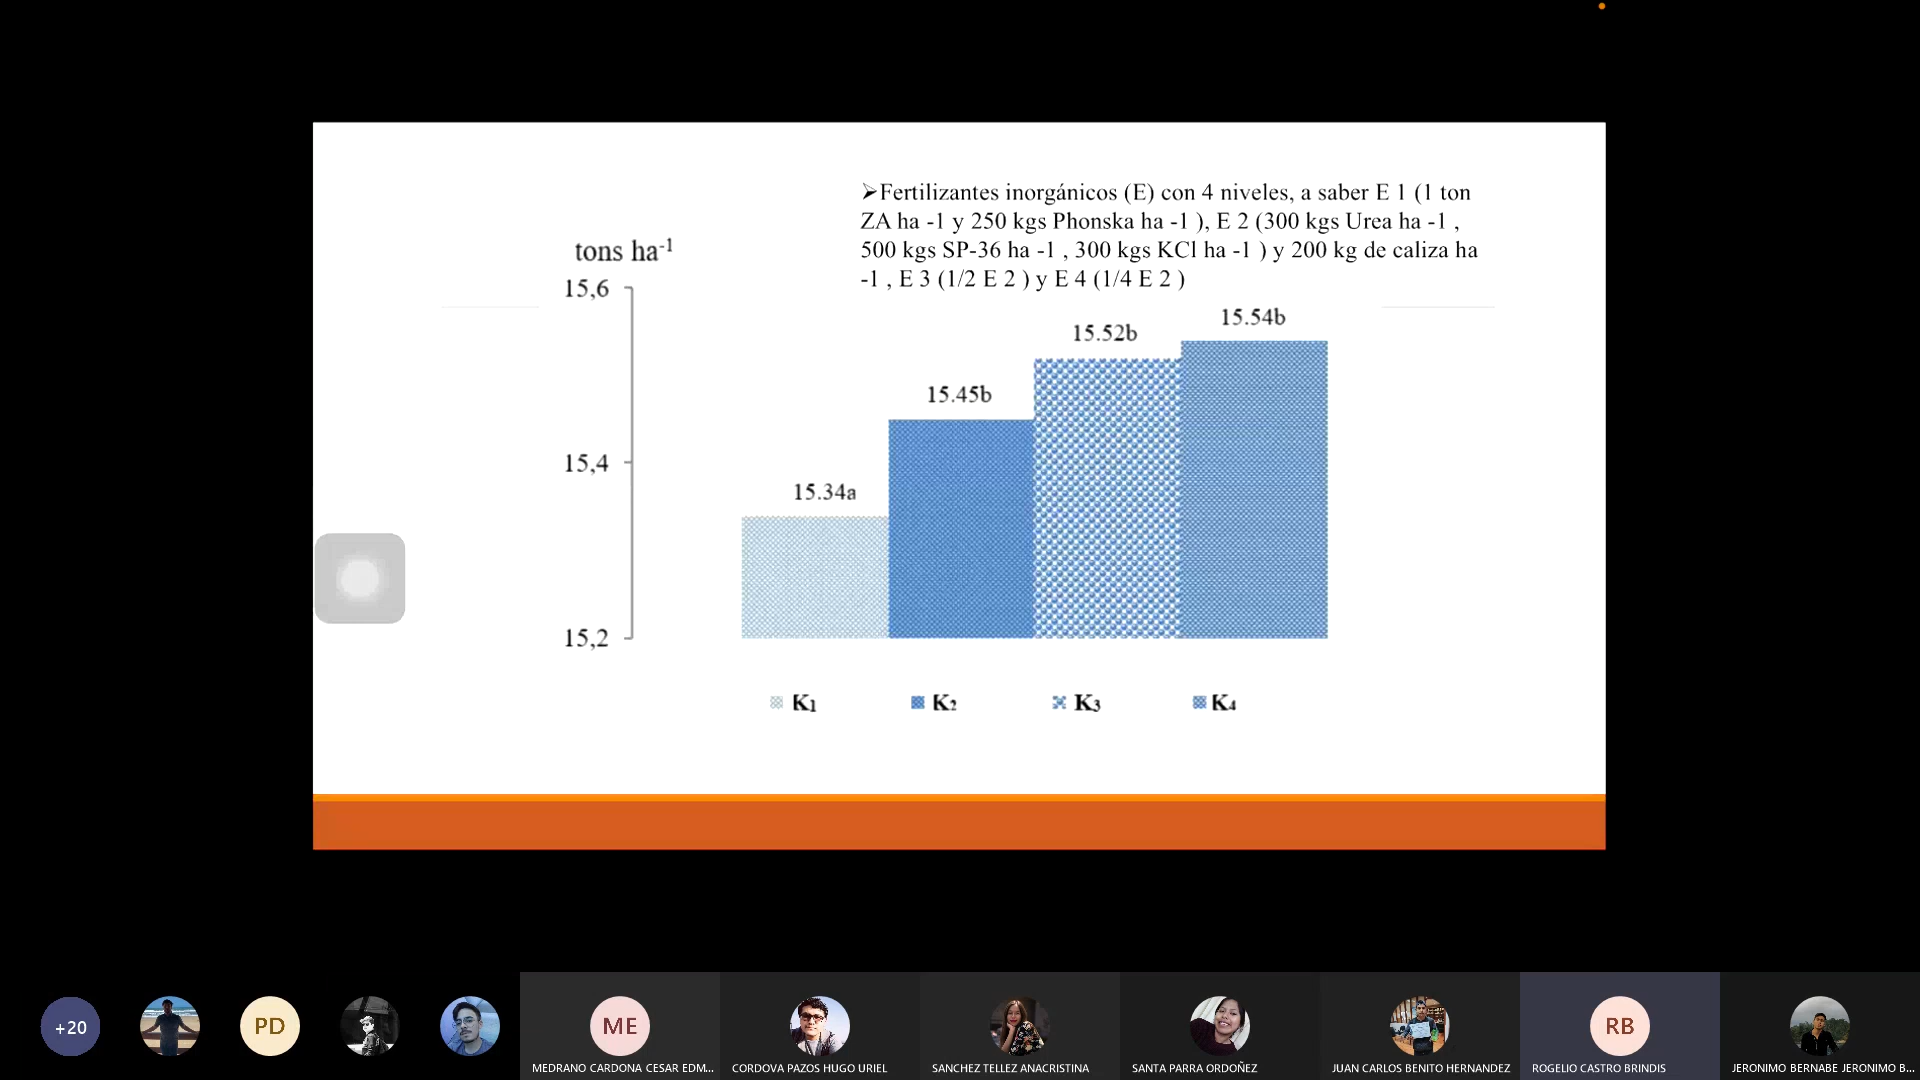 ➢Fertilizantes inorgánicos (E) con 4 niveles, a saber E 1 (1 ton
ZA ha -1 y 250 kgs Phonska ha -1 ), E 2 (300 kgs Urea ha -1 ,
500 kgs SP-36 ha -1 , 300 kgs KCl ha -1 ) y 200 kg de caliza ha
-1 , E 3 (1/2 E 2 ) y E 4 (1/4 E 2 )
tons ha⁻¹
15,6
15,4
15,2
15.34a
15.45b
15.52b
15.54b
K₁ K₂ K₃ K₄
+20
PD
ME
RB
MEDRANO CARDONA CESAR EDM...
CORDOVA PAZOS HUGO URIEL
SANCHEZ TELLEZ ANACRISTINA
SANTA PARRA ORDOÑEZ
JUAN CARLOS BENITO HERNANDEZ
ROGELIO CASTRO BRINDIS
JERONIMO BERNABE JERONIMO B...